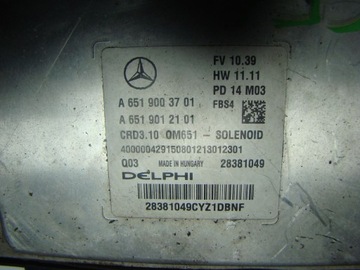 FV 10.39
HW 11.11
PD 14 M03
FBS4
A 651 900 37 01
A 651 901 21 01
CRD3.10 OM651 - SOLENOID
400000429150801213012301
Q03 MADE IN HUNGARY 28381049
DELPHI
28381049CYZ1DBNF